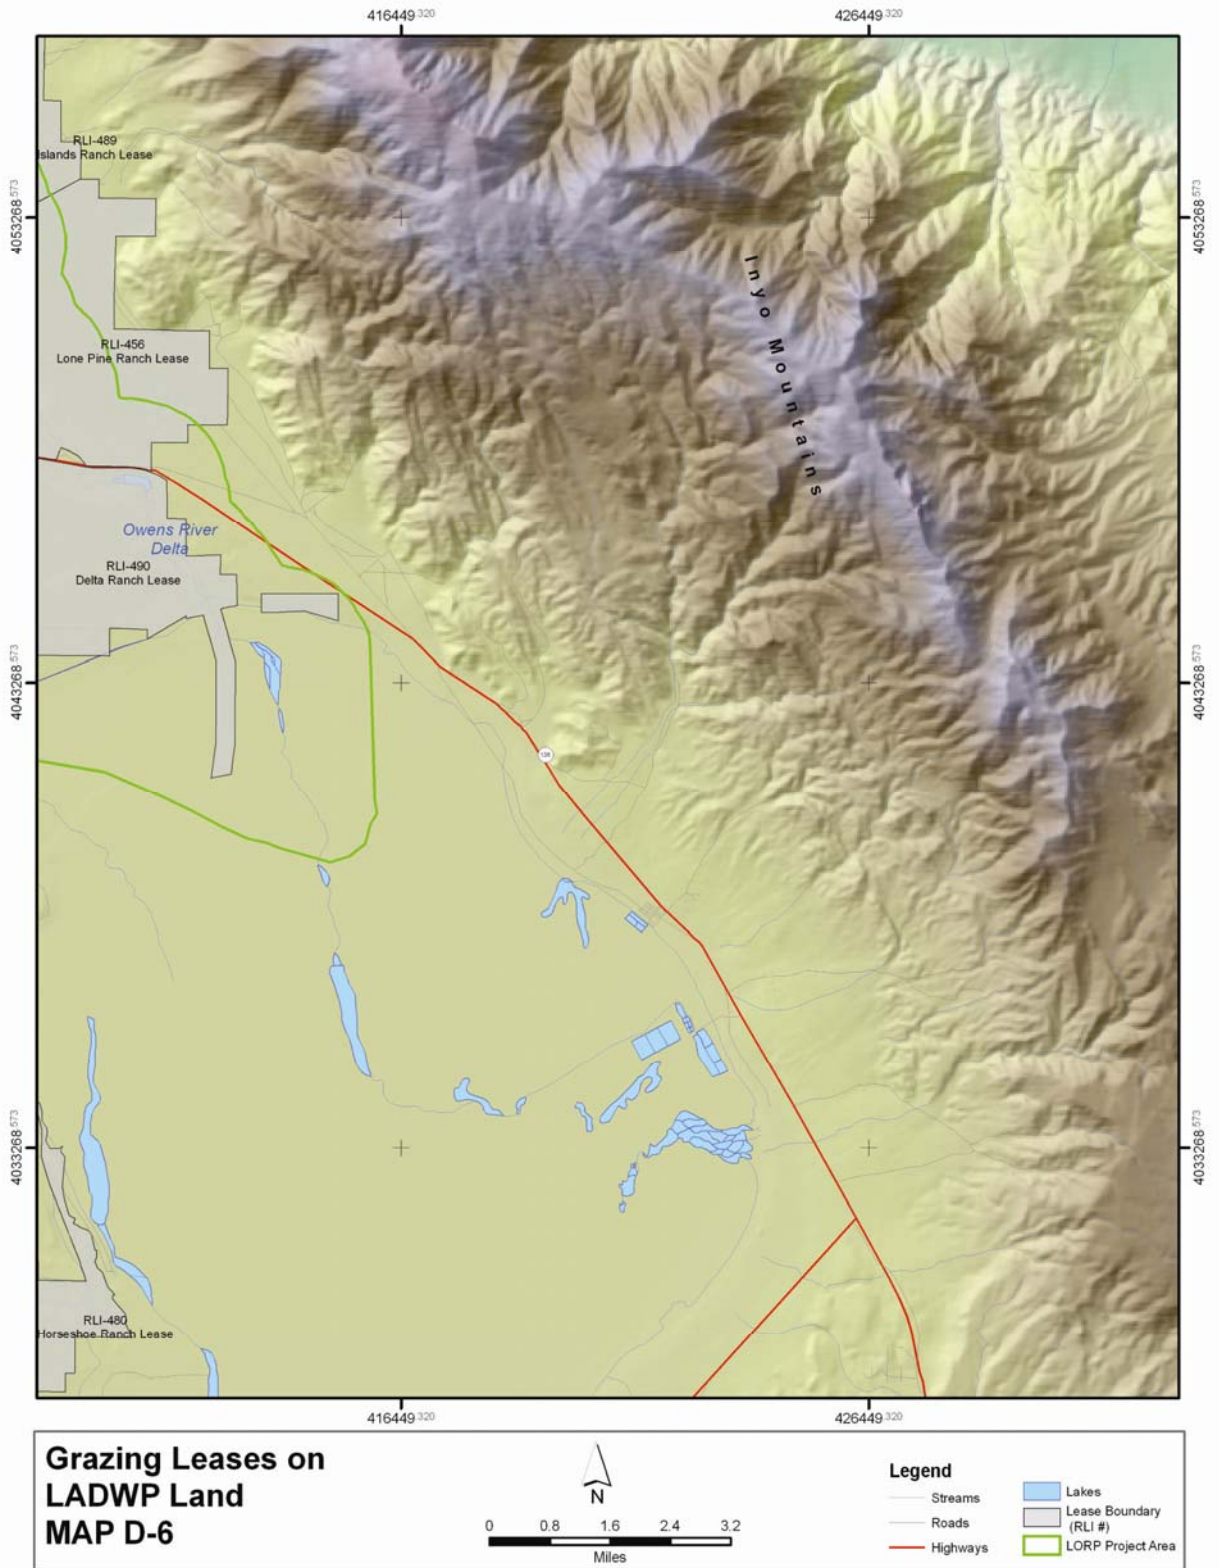 416449.320
426449.320
RLI-489
Islands Ranch Lease
4053268.573
4053268.573
Inyo Mountains
RLI-456
Lone Pine Ranch Lease
Owens River
Delta
RLI-490
Delta Ranch Lease
4043268.573
4043268.573
136
4033268.573
4033268.573
RLI-480
Horseshoe Ranch Lease
416449.320
426449.320
Grazing Leases on
LADWP Land
MAP D-6
N
0 0.8 1.6 2.4 3.2
Miles
Legend
Streams
Roads
Highways
Lakes
Lease Boundary
(RLI #)
LORP Project Area